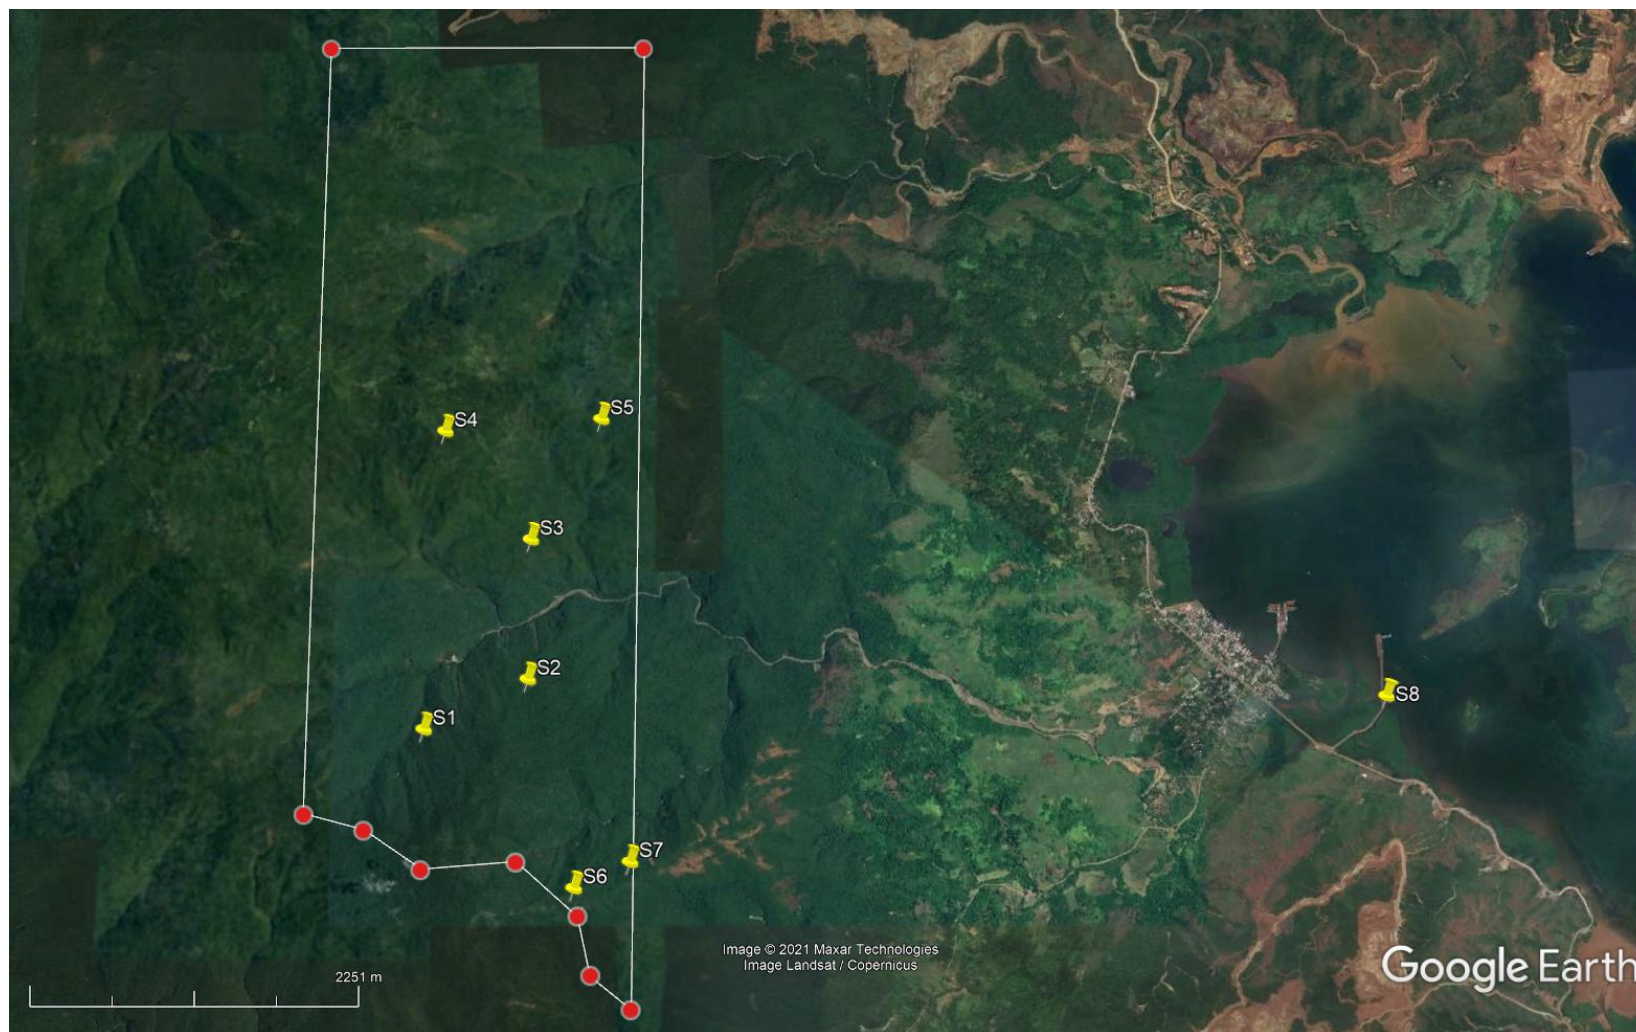 S4
S5
S3
S2
S1
S8
S7
S6
Image © 2021 Maxar Technologies
Image Landsat / Copernicus
2251 m
Google Earth